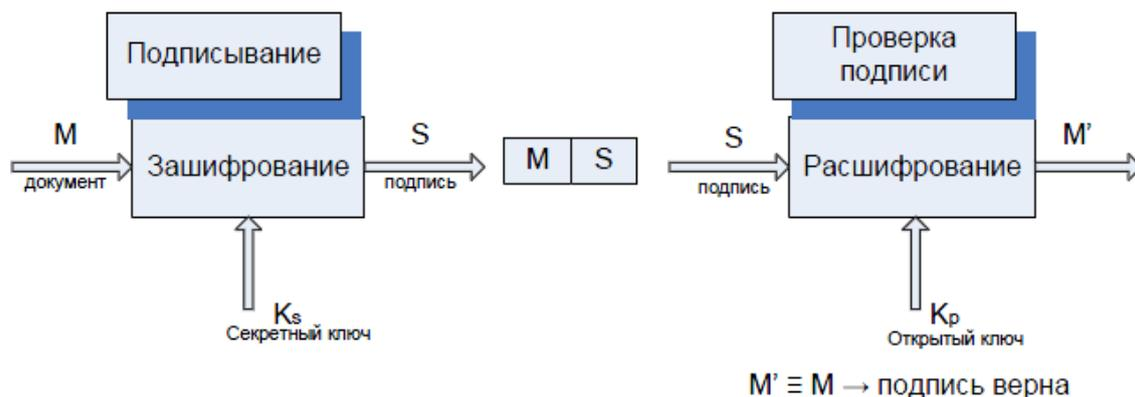 Подписывание
M
документ
Зашифрование
S
подпись
Ks
Секретный ключ
M S
Проверка
подписи
S
подпись
Расшифрование
M'
Kp
Открытый ключ
M' ≡ M → подпись верна